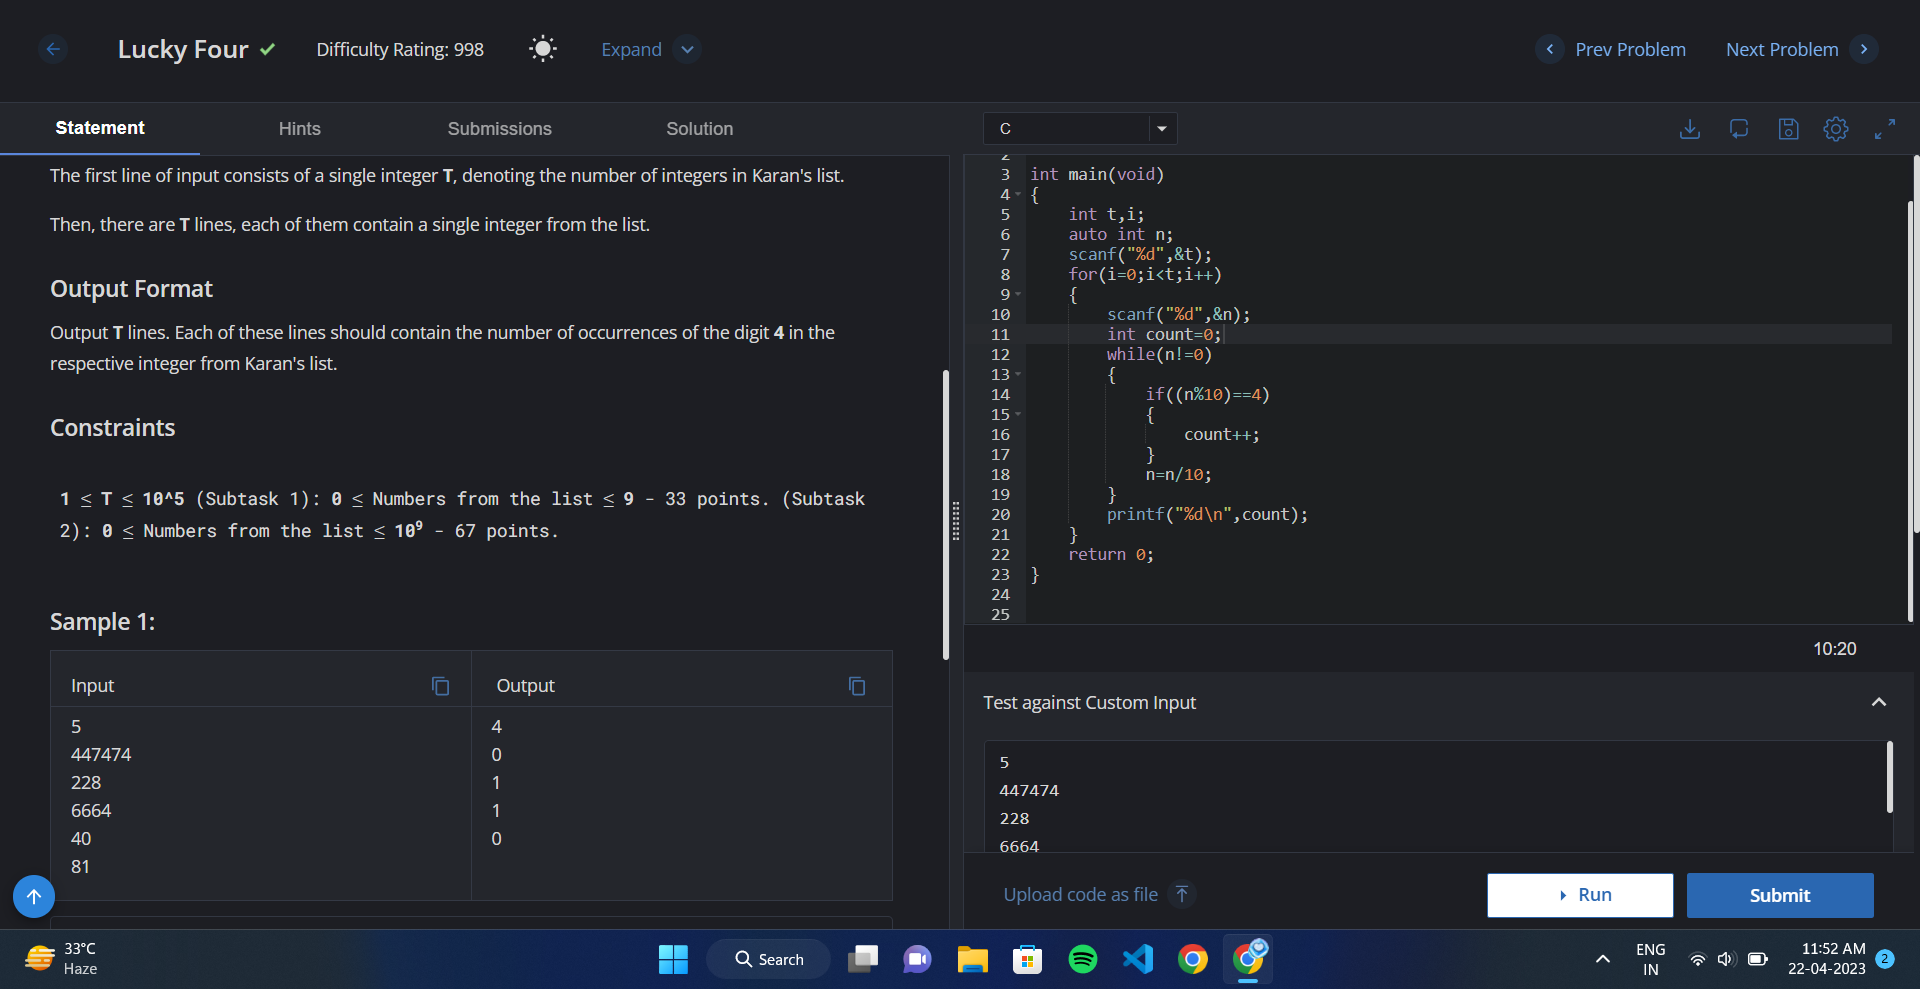 Lucky Four
Difficulty Rating: 998
Expand
Prev Problem
Next Problem
Statement
Hints
Submissions
Solution
The first line of input consists of a single integer T, denoting the number of integers in Karan's list.
Then, there are T lines, each of them contain a single integer from the list.
Output Format
Output T lines. Each of these lines should contain the number of occurrences of the digit 4 in the
respective integer from Karan's list.
Constraints
1 ≤ T ≤ 10^5 (Subtask 1): 0 ≤ Numbers from the list ≤ 9 - 33 points. (Subtask
2): 0 ≤ Numbers from the list ≤ 10⁹ - 67 points.
Sample 1:
Input
5
447474
228
6664
40
81
Output
4
0
1
1
0
C
2
3 int main(void)
4 {
5     int t,i;
6     auto int n;
7     scanf("%d",&t);
8     for(i=0;i<t;i++)
9     {
10         scanf("%d",&n);
11         int count=0;
12         while(n!=0)
13         {
14             if((n%10)==4)
15             {
16                 count++;
17             }
18             n=n/10;
19         }
20         printf("%d\n",count);
21     }
22     return 0;
23 }
24
25
10:20
Test against Custom Input
5
447474
228
6664
Upload code as file
Run
Submit
33°C
Haze
Search
ENG
IN
11:52 AM
22-04-2023
2